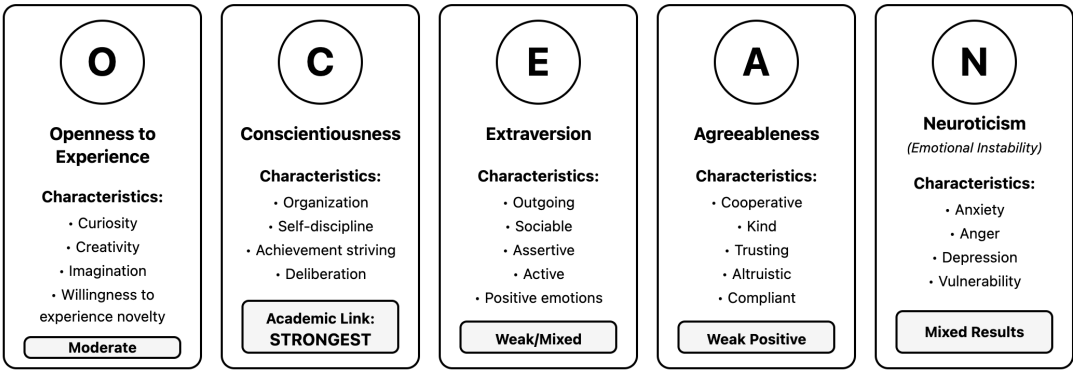 O
Openness to
Experience
Characteristics:
• Curiosity
• Creativity
• Imagination
• Willingness to
experience novelty
Moderate
C
Conscientiousness
Characteristics:
• Organization
• Self-discipline
• Achievement striving
• Deliberation
Academic Link:
STRONGEST
E
Extraversion
Characteristics:
• Outgoing
• Sociable
• Assertive
• Active
• Positive emotions
Weak/Mixed
A
Agreeableness
Characteristics:
• Cooperative
• Kind
• Trusting
• Altruistic
• Compliant
Weak Positive
N
Neuroticism
(Emotional Instability)
Characteristics:
• Anxiety
• Anger
• Depression
• Vulnerability
Mixed Results